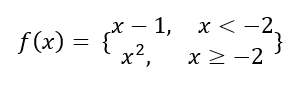 f(x) = { x − 1, x < −2
x², x ≥ −2 }